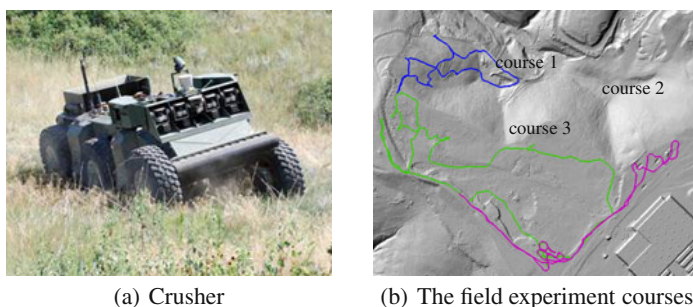 course 1
course 2
course 3
(a) Crusher
(b) The field experiment courses